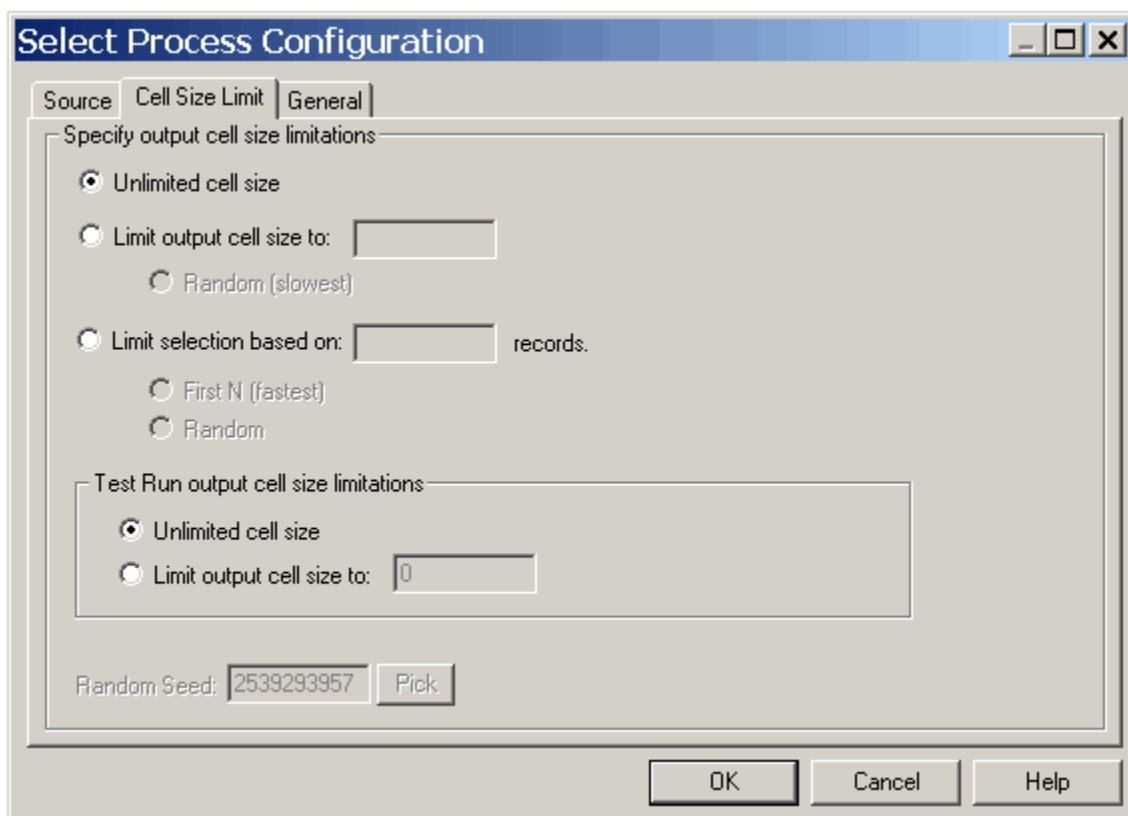 Select Process Configuration
Source Cell Size Limit General
Specify output cell size limitations
Unlimited cell size
Limit output cell size to:
Random (slowest)
Limit selection based on: records.
First N (fastest)
Random
Test Run output cell size limitations
Unlimited cell size
Limit output cell size to: 0
Random Seed: 2539293957 Pick
OK Cancel Help